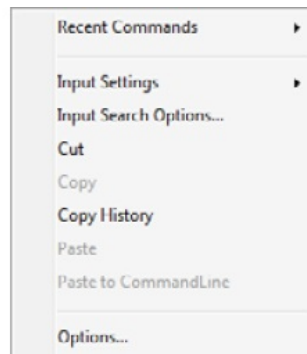 Recent Commands
Input Settings
Input Search Options...
Cut
Copy
Copy History
Paste
Paste to CommandLine
Options...